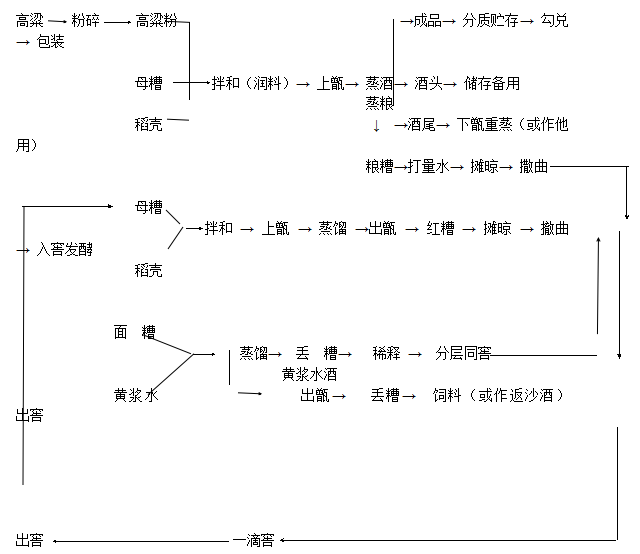 高粱 → 粉碎 → 高粱粉 →成品→ 分质贮存→ 勾兑
→ 包装
母糟 → 拌和（润料）→ 上甑→ 蒸酒→ 酒头→ 储存备用
蒸粮
稻壳 ↓ →酒尾→ 下甑重蒸（或作他
用）
粮糟→打量水→ 摊晾→ 撒曲
母糟
→拌和 → 上甑 → 蒸馏 →出甑 → 红糟 → 摊晾 → 撤曲
→ 入窖发酵
稻壳
面 糟
蒸馏→ 丢 糟→ 稀释 → 分层同窖
黄浆水酒
黄浆水 → 出甑→ 丢糟→ 饲料（或作返沙酒）
出窖
出窖 ← 一滴窖 ←